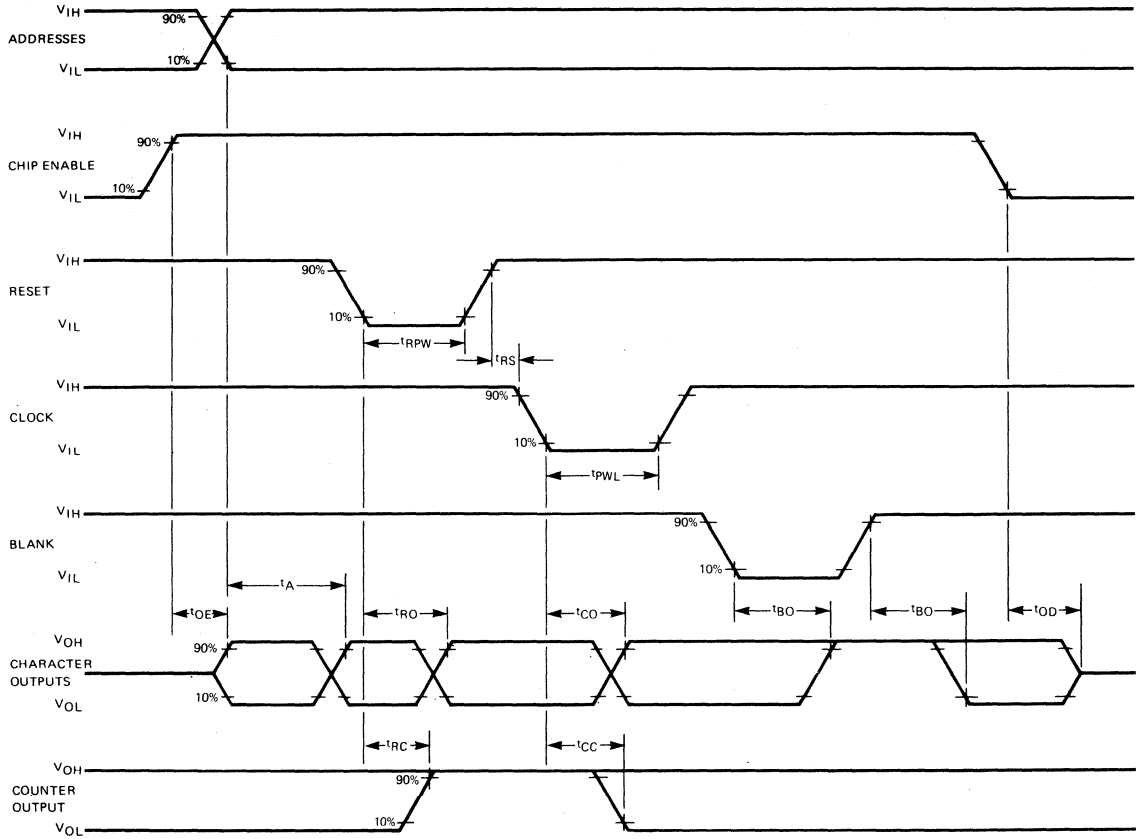 VIH
90%
ADDRESSES
10%
VIL
VIH
90%
CHIP ENABLE
10%
VIL
VIH
90%
RESET
10%
VIL
tRPW
tRS
VIH
90%
CLOCK
10%
VIL
tPWL
VIH
90%
BLANK
10%
VIL
tA
tOE
tRO
tCO
tBO
tBO
tOD
VOH
90%
CHARACTER
OUTPUTS
10%
VOL
tRC
tCC
VOH
90%
COUNTER
OUTPUT
10%
VOL